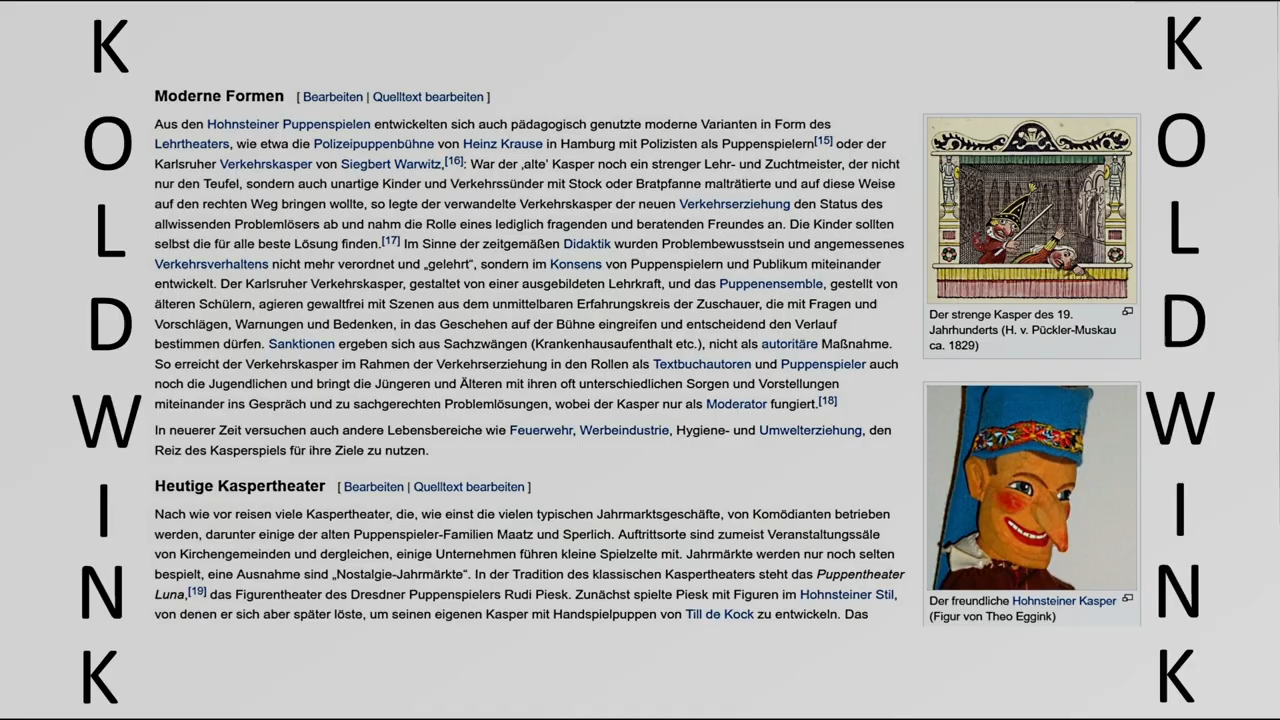 KOLDWINK
Moderne Formen [ Bearbeiten | Quelltext bearbeiten ]
Aus den Hohnsteiner Puppenspielen entwickelten sich auch pädagogisch genutzte moderne Varianten in Form des
Lehrtheaters, wie etwa die Polizeipuppenbühne von Heinz Krause in Hamburg mit Polizisten als Puppenspielern[15] oder der
Karlsruher Verkehrskasper von Siegbert Warwitz,[16]: War der ‚alte‘ Kasper noch ein strenger Lehr- und Zuchtmeister, der nicht
nur den Teufel, sondern auch unartige Kinder und Verkehrssünder mit Stock oder Bratpfanne malträtierte und auf diese Weise
auf den rechten Weg bringen wollte, so legte der verwandelte Verkehrskasper der neuen Verkehrserziehung den Status des
allwissenden Problemlösers ab und nahm die Rolle eines lediglich fragenden und beratenden Freundes an. Die Kinder sollten
selbst die für alle beste Lösung finden.[17] Im Sinne der zeitgemäßen Didaktik wurden Problembewusstsein und angemessenes
Verkehrsverhaltens nicht mehr verordnet und „gelehrt“, sondern im Konsens von Puppenspielern und Publikum miteinander
entwickelt. Der Karlsruher Verkehrskasper, gestaltet von einer ausgebildeten Lehrkraft, und das Puppenensemble, gestellt von
älteren Schülern, agieren gewaltfrei mit Szenen aus dem unmittelbaren Erfahrungskreis der Zuschauer, die mit Fragen und
Vorschlägen, Warnungen und Bedenken, in das Geschehen auf der Bühne eingreifen und entscheidend den Verlauf
bestimmen dürfen. Sanktionen ergeben sich aus Sachzwängen (Krankenhausaufenthalt etc.), nicht als autoritäre Maßnahme.
So erreicht der Verkehrskasper im Rahmen der Verkehrserziehung in den Rollen als Textbuchautoren und Puppenspieler auch
noch die Jugendlichen und bringt die Jüngeren und Älteren mit ihren oft unterschiedlichen Sorgen und Vorstellungen
miteinander ins Gespräch und zu sachgerechten Problemlösungen, wobei der Kasper nur als Moderator fungiert.[18]
In neuerer Zeit versuchen auch andere Lebensbereiche wie Feuerwehr, Werbeindustrie, Hygiene- und Umwelterziehung, den
Reiz des Kasperspiels für ihre Ziele zu nutzen.
Heutige Kaspertheater [ Bearbeiten | Quelltext bearbeiten ]
Nach wie vor reisen viele Kaspertheater, die, wie einst die vielen typischen Jahrmarktsgeschäfte, von Komödianten betrieben
werden, darunter einige der alten Puppenspieler-Familien Maatz und Sperlich. Auftrittsorte sind zumeist Veranstaltungssäle
von Kirchengemeinden und dergleichen, einige Unternehmen führen kleine Spielzelte mit. Jahrmärkte werden nur noch selten
bespielt, eine Ausnahme sind „Nostalgie-Jahrmärkte“. In der Tradition des klassischen Kaspertheaters steht das Puppentheater
Luna,[19] das Figurentheater des Dresdner Puppenspielers Rudi Piesk. Zunächst spielte Piesk mit Figuren im Hohnsteiner Stil,
von denen er sich aber später löste, um seinen eigenen Kasper mit Handspielpuppen von Till de Kock zu entwickeln. Das
Der strenge Kasper des 19.
Jahrhunderts (H. v. Pückler-Muskau
ca. 1829)
Der freundliche Hohnsteiner Kasper
(Figur von Theo Eggink)
KOLDWINK